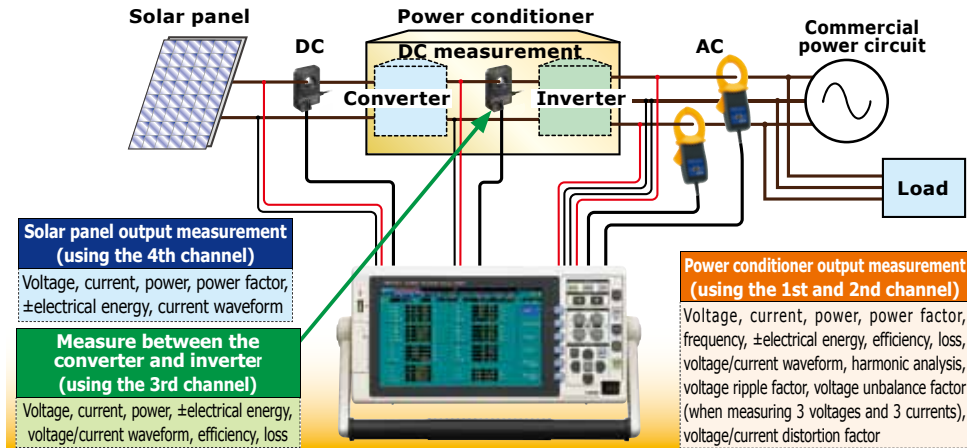 Solar panel
DC
Power conditioner
DC measurement
Converter
Inverter
AC
Commercial
power circuit
Load
Solar panel output measurement
(using the 4th channel)
Voltage, current, power, power factor,
±electrical energy, current waveform
Measure between the
converter and inverter
(using the 3rd channel)
Voltage, current, power, ±electrical energy,
voltage/current waveform, efficiency, loss
Power conditioner output measurement
(using the 1st and 2nd channel)
Voltage, current, power, power factor,
frequency, ±electrical energy, efficiency, loss,
voltage/current waveform, harmonic analysis,
voltage ripple factor, voltage unbalance factor
(when measuring 3 voltages and 3 currents),
voltage/current distortion factor